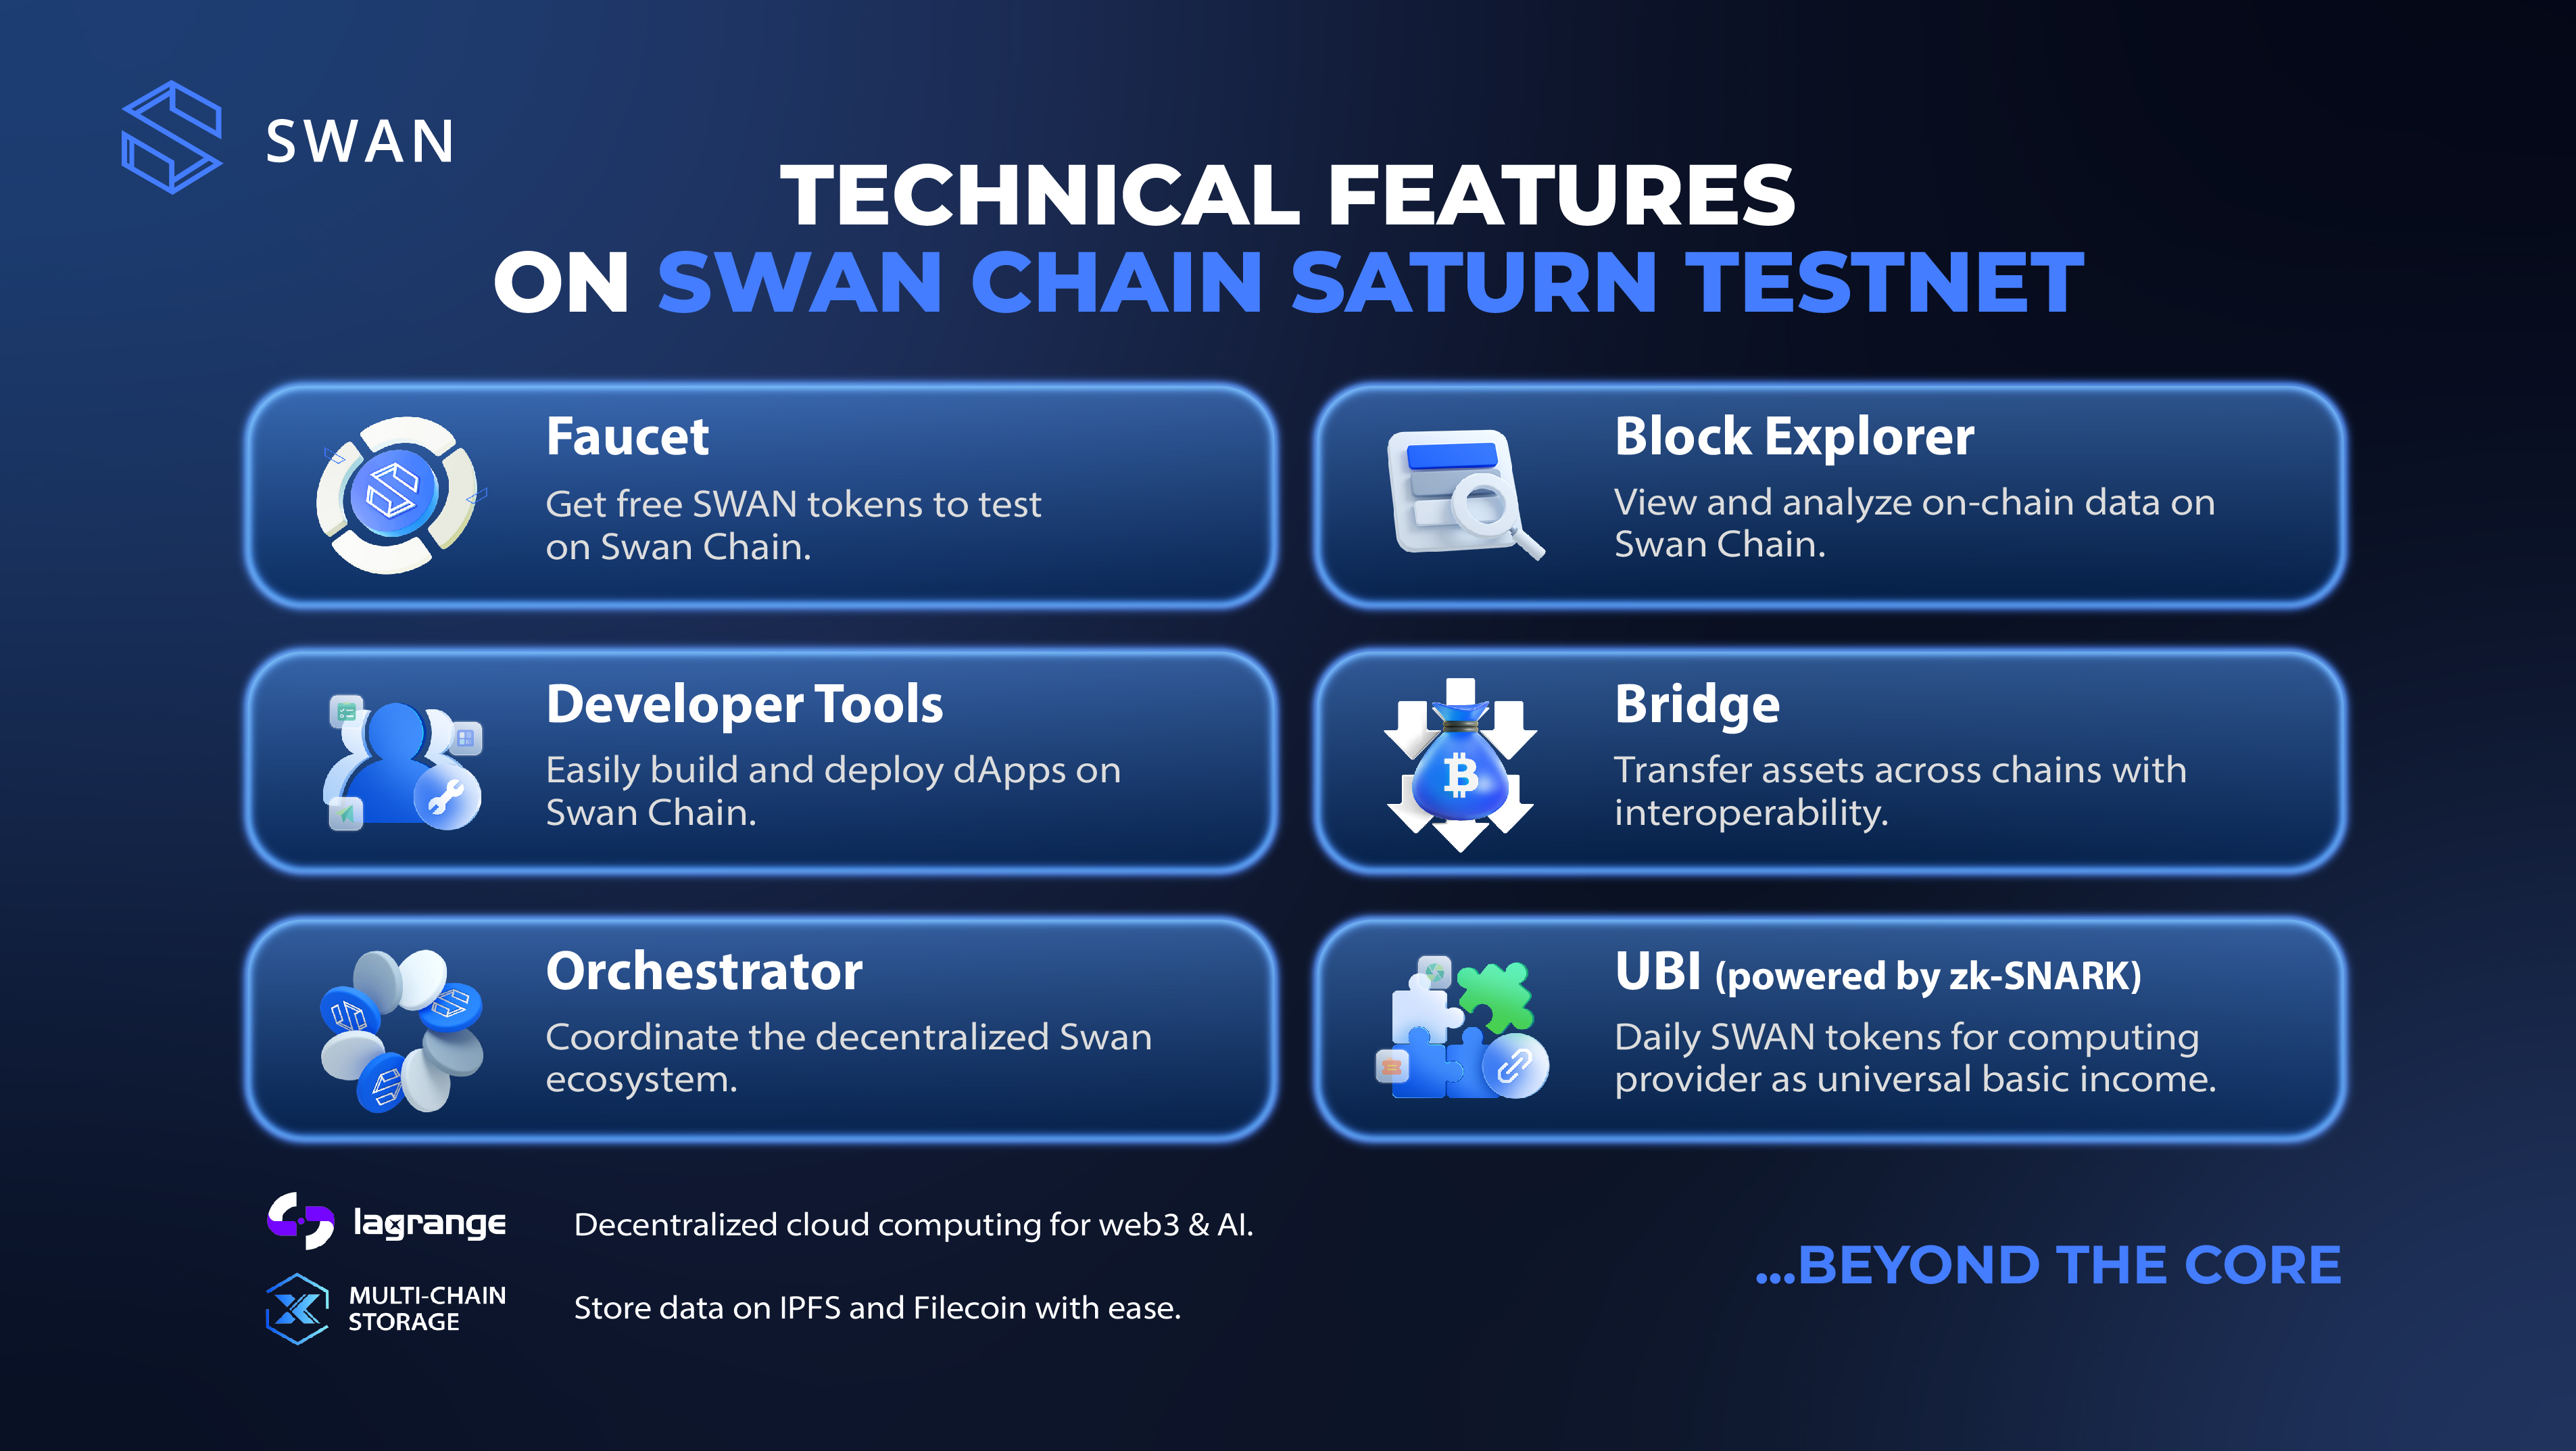 SWAN
TECHNICAL FEATURES
ON SWAN CHAIN SATURN TESTNET
Faucet
Get free SWAN tokens to test
on Swan Chain.
Block Explorer
View and analyze on-chain data on
Swan Chain.
Developer Tools
Easily build and deploy dApps on
Swan Chain.
Bridge
Transfer assets across chains with
interoperability.
Orchestrator
Coordinate the decentralized Swan
ecosystem.
UBI (powered by zk-SNARK)
Daily SWAN tokens for computing
provider as universal basic income.
lagrange
Decentralized cloud computing for web3 & AI.
MULTI-CHAIN
STORAGE
Store data on IPFS and Filecoin with ease.
...BEYOND THE CORE